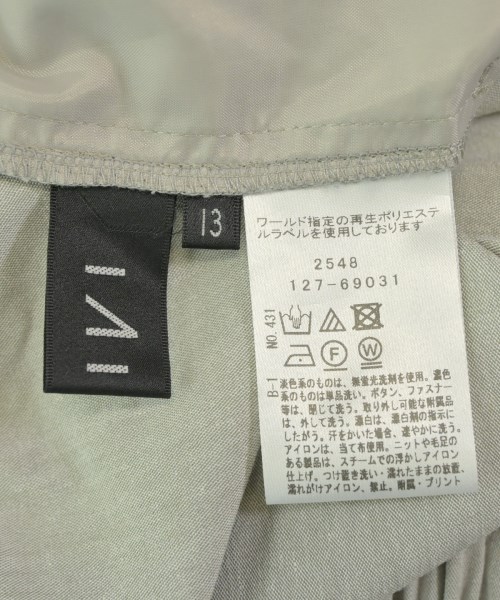 IVI
13
ワールド指定の再生ポリエステ
ルラベルを使用しております
2548
127-69031
B-1 NO.431
F
W
淡色系のものは、無蛍光洗剤を使用。濃色
系のものは単品洗い。ボタン、ファスナー
等は、閉じて洗う。取り外し可能な附属品
は、外して洗う。漂白は、漂白剤の指示に
したがう。汗をかいた場合、速やかに洗う。
アイロンは、当て布使用。ニットや毛足の
ある製品は、スチームでの浮かしアイロン
仕上げ。つけ置き洗い・濡れたままの放置、
濡れがけアイロン、禁止。附属・プリント